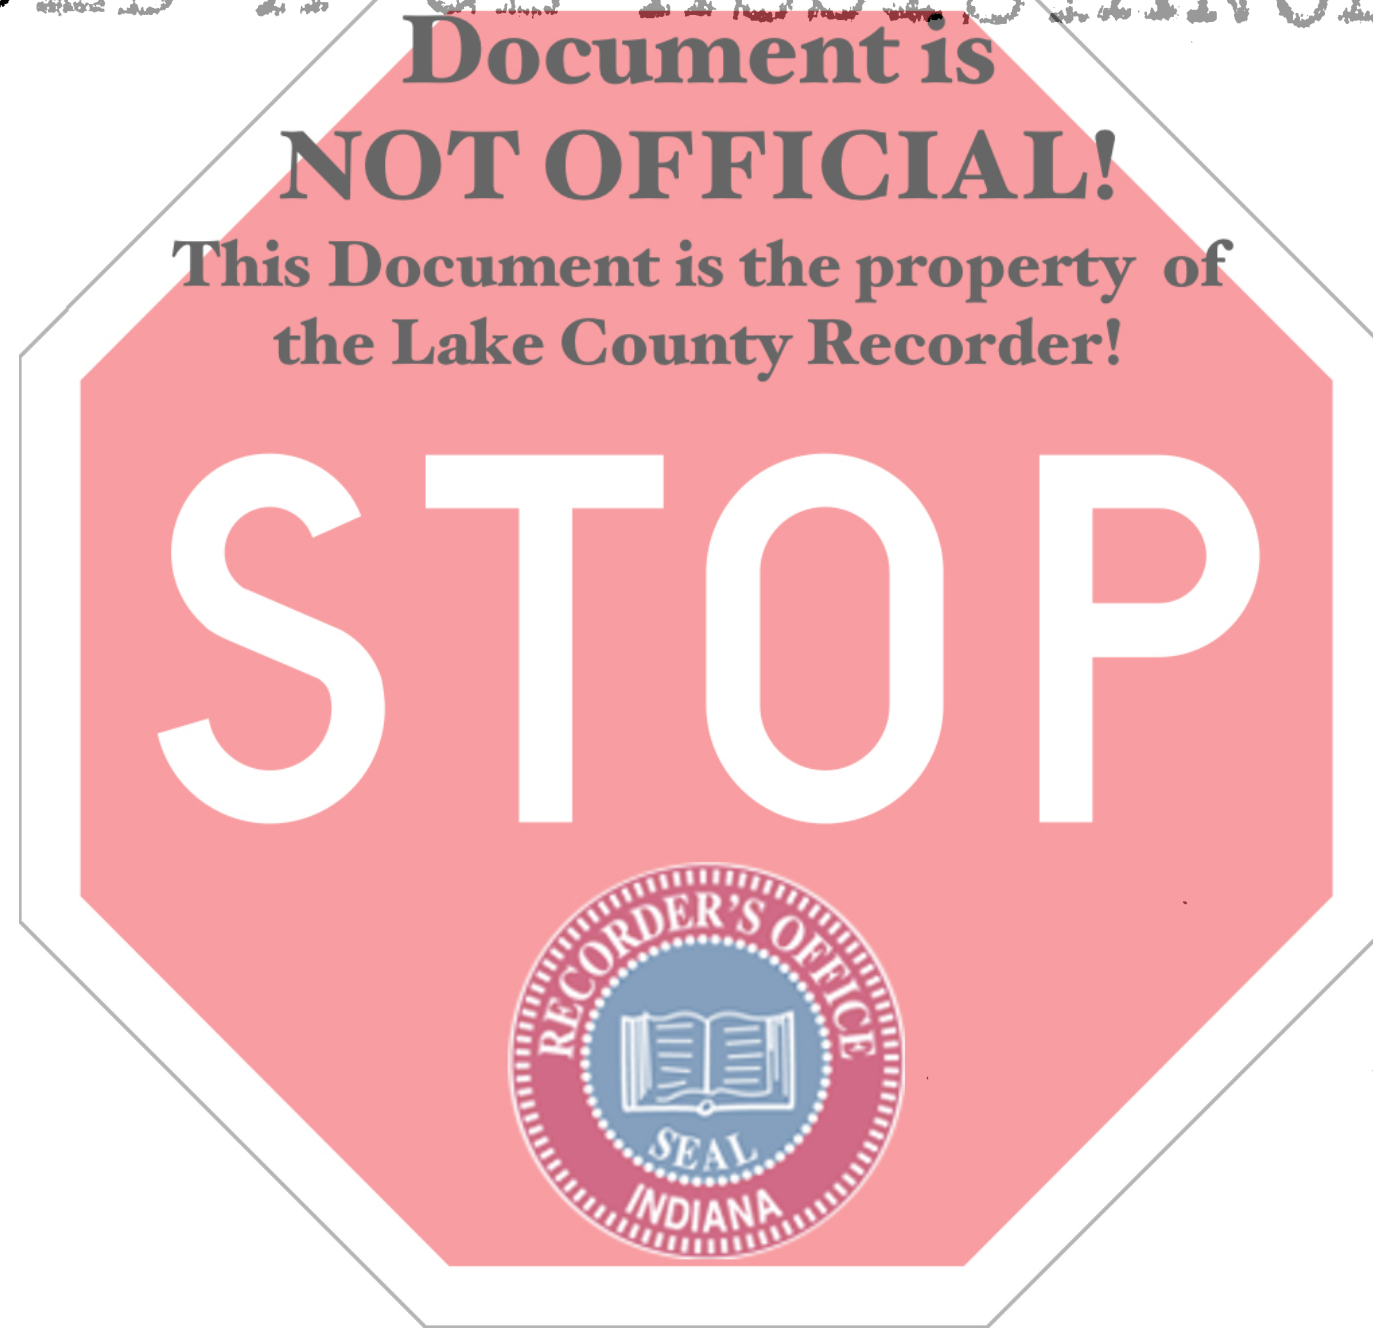 Document is
NOT OFFICIAL!
This Document is the property of
the Lake County Recorder!
STOP
RECORDER'S OFFICE
SEAL
INDIANA